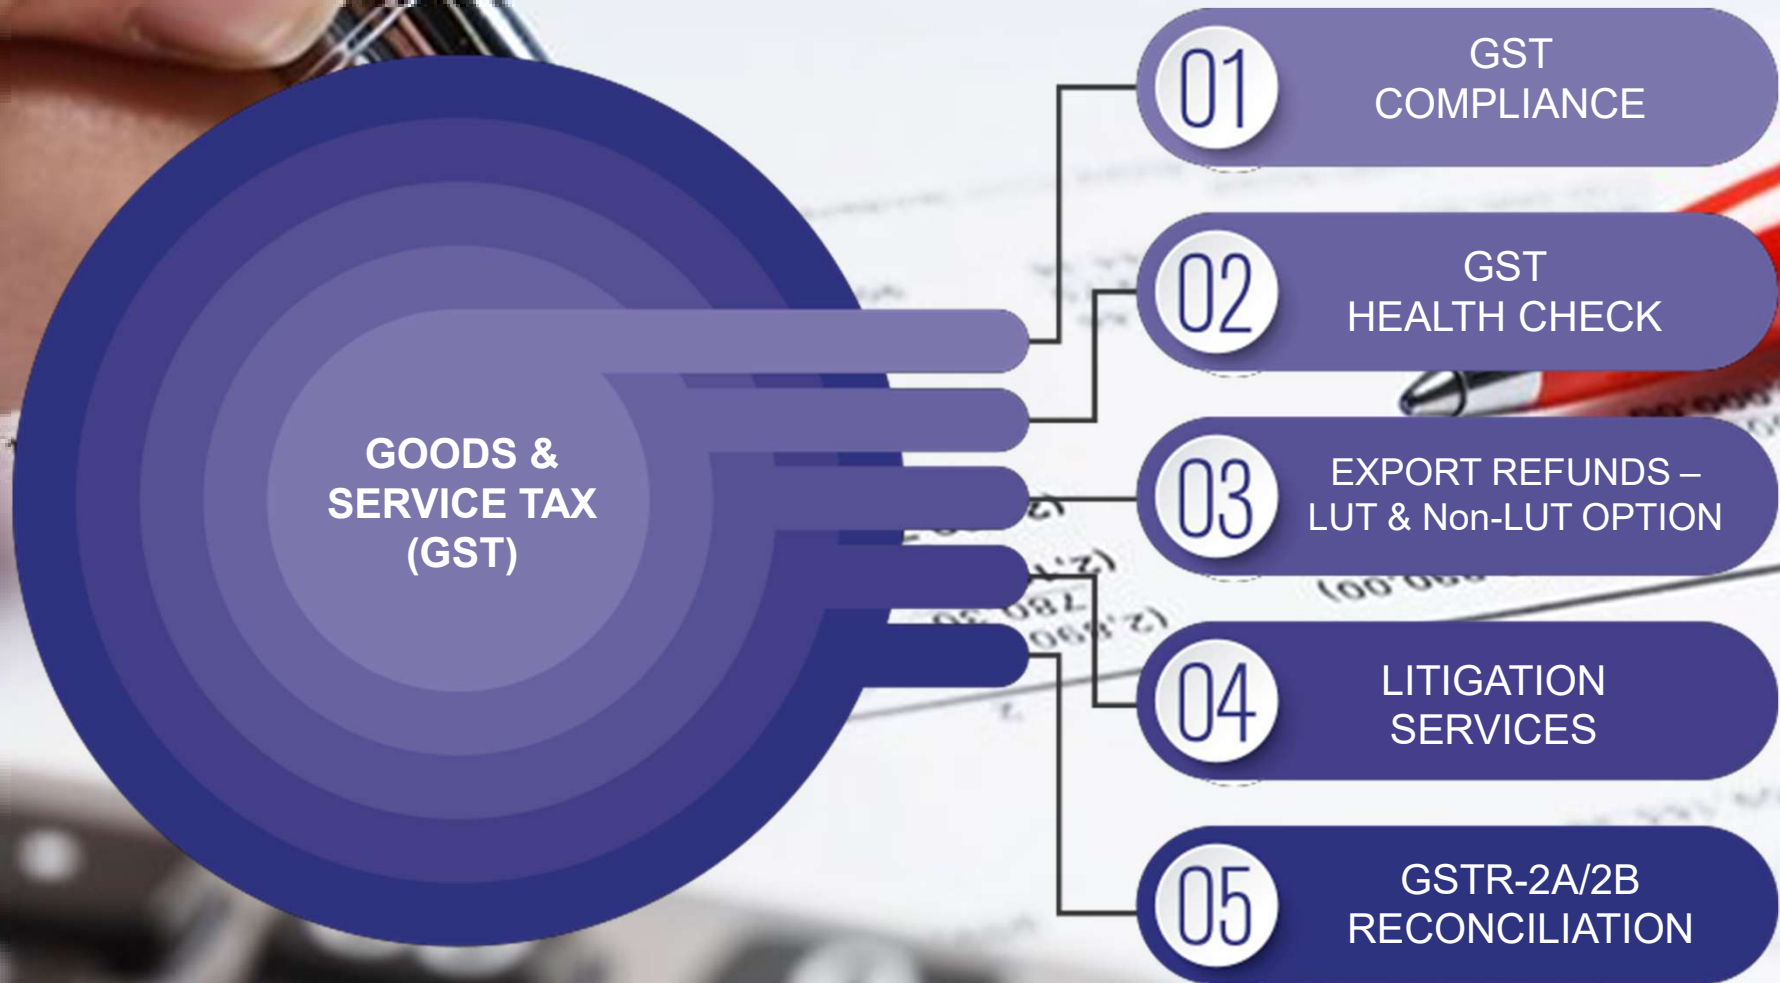 GOODS &
SERVICE TAX
(GST)
01
GST
COMPLIANCE
02
GST
HEALTH CHECK
03
EXPORT REFUNDS –
LUT & Non-LUT OPTION
04
LITIGATION
SERVICES
05
GSTR-2A/2B
RECONCILIATION